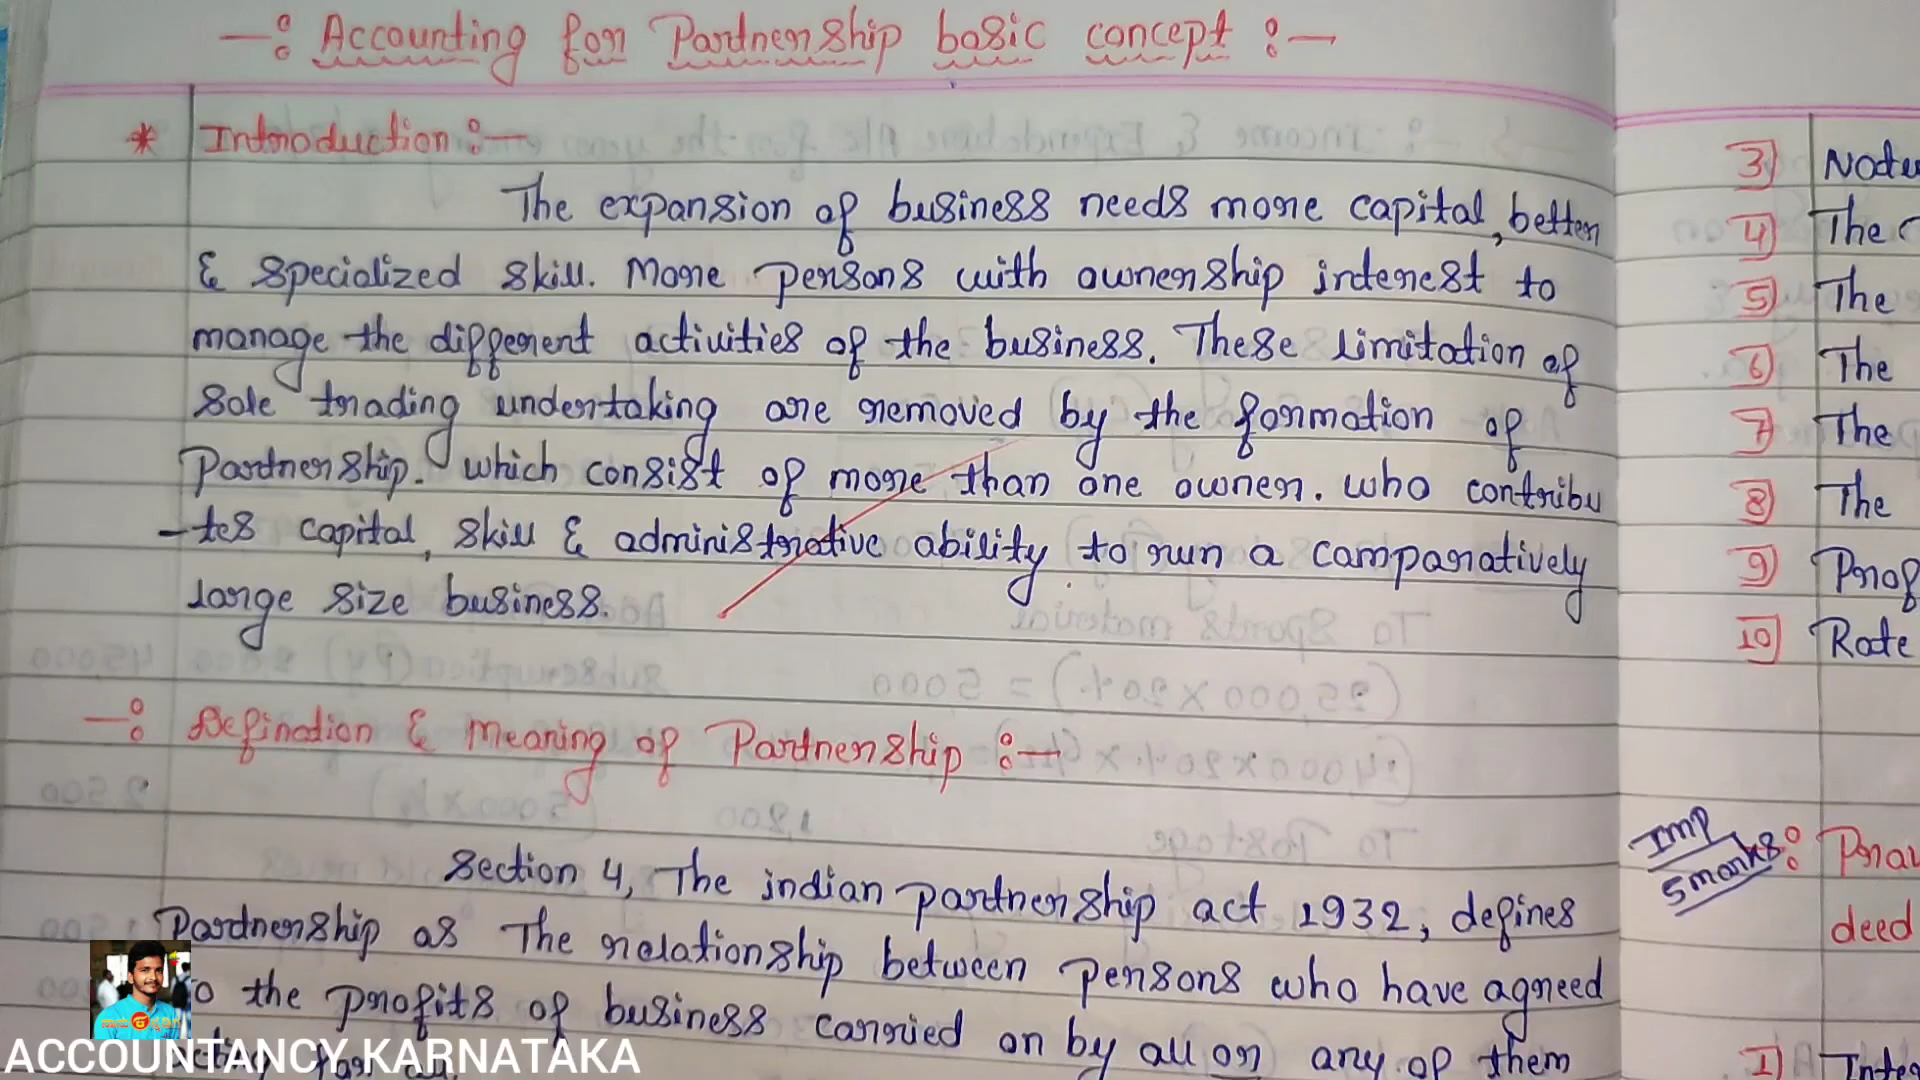 -: Accounting for Partnership basic concept :-
* Introduction :-
The expansion of business needs more capital, better
& specialized skill. More persons with ownership interest to
manage the different activities of the business. These limitation of
sole trading undertaking are removed by the formation of
Partnership. which consist of more than one owner. who contribu
-tes capital, skill & administrative ability to run a comparatively
large size business.
-: Defination & Meaning of Partnership :-
Section 4, The indian partnership act 1932, defines
Partnership as The relationship between persons who have agreed
to the profits of business carried on by all or any of them
ACCOUNTANCY KARNATAKA
3]
4] The
5] The
6] The
7] The
8] The
9]
10] Rate
Imp
5 marks
deed
1]